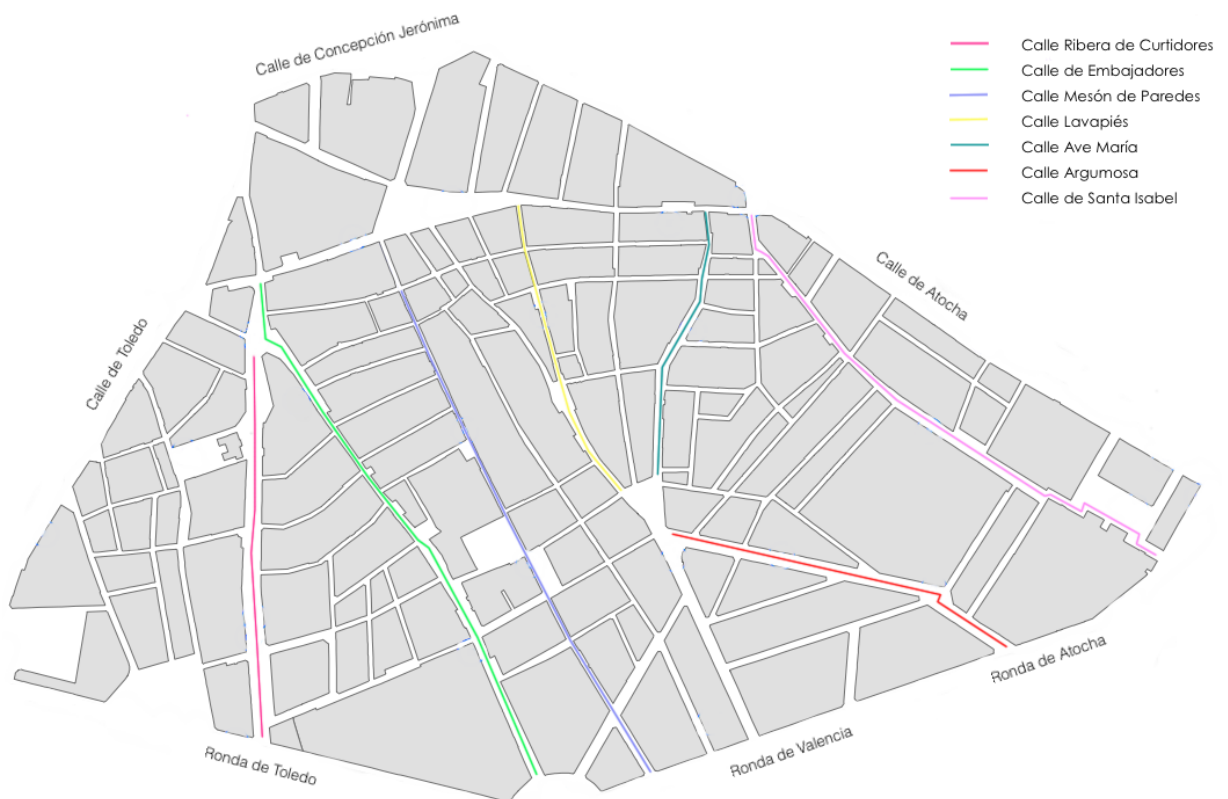 Calle de Concepción Jerónima
Calle Ribera de Curtidores
Calle de Embajadores
Calle Mesón de Paredes
Calle Lavapiés
Calle Ave María
Calle Argumosa
Calle de Santa Isabel
Calle de Atocha
Calle de Toledo
Ronda de Atocha
Ronda de Valencia
Ronda de Toledo